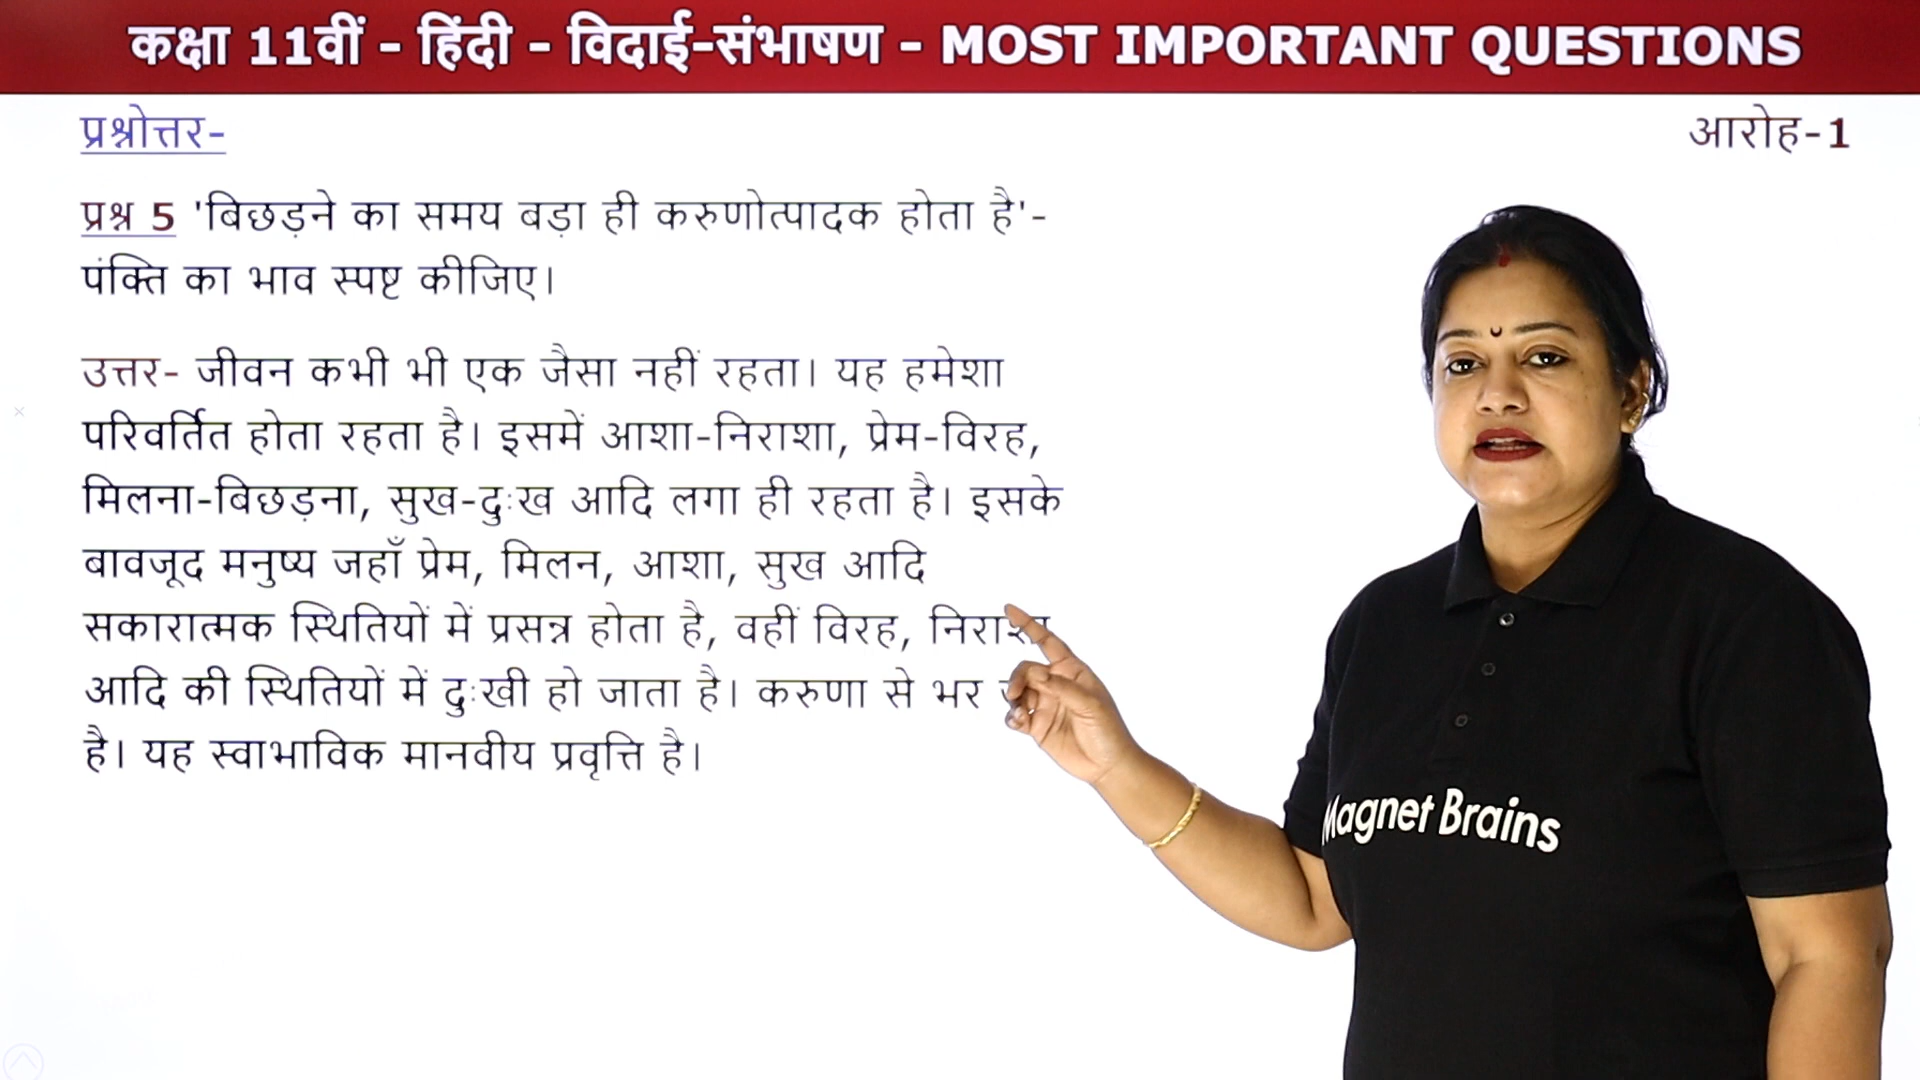 कक्षा 11वीं - हिंदी - विदाई-संभाषण - MOST IMPORTANT QUESTIONS
प्रश्नोत्तर-
आरोह-1
प्रश्न 5 'बिछड़ने का समय बड़ा ही करुणोत्पादक होता है'-
पंक्ति का भाव स्पष्ट कीजिए।
उत्तर- जीवन कभी भी एक जैसा नहीं रहता। यह हमेशा
परिवर्तित होता रहता है। इसमें आशा-निराशा, प्रेम-विरह,
मिलना-बिछड़ना, सुख-दुःख आदि लगा ही रहता है। इसके
बावजूद मनुष्य जहाँ प्रेम, मिलन, आशा, सुख आदि
सकारात्मक स्थितियों में प्रसन्न होता है, वहीं विरह, निराशा
आदि की स्थितियों में दुःखी हो जाता है। करुणा से भर
है। यह स्वाभाविक मानवीय प्रवृत्ति है।
Magnet Brains